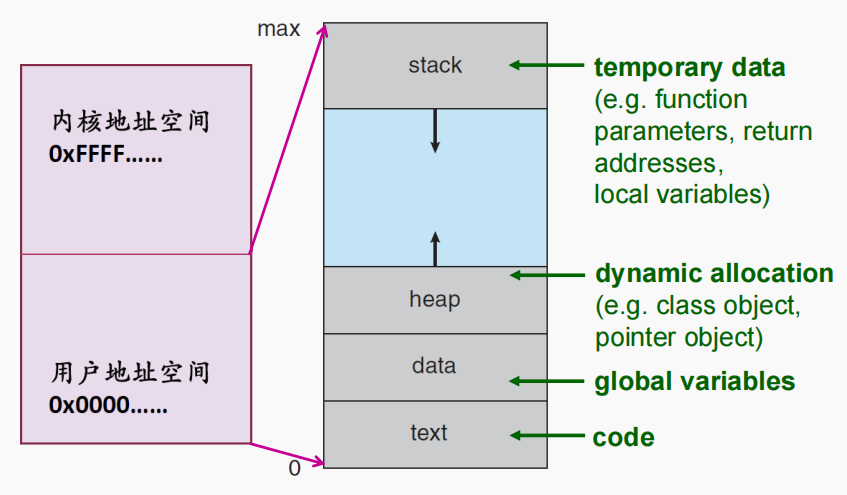 内核地址空间
0xFFFF......
用户地址空间
0x0000......
max
stack
heap
data
text
0
temporary data
(e.g. function
parameters, return
addresses,
local variables)
dynamic allocation
(e.g. class object,
pointer object)
global variables
code